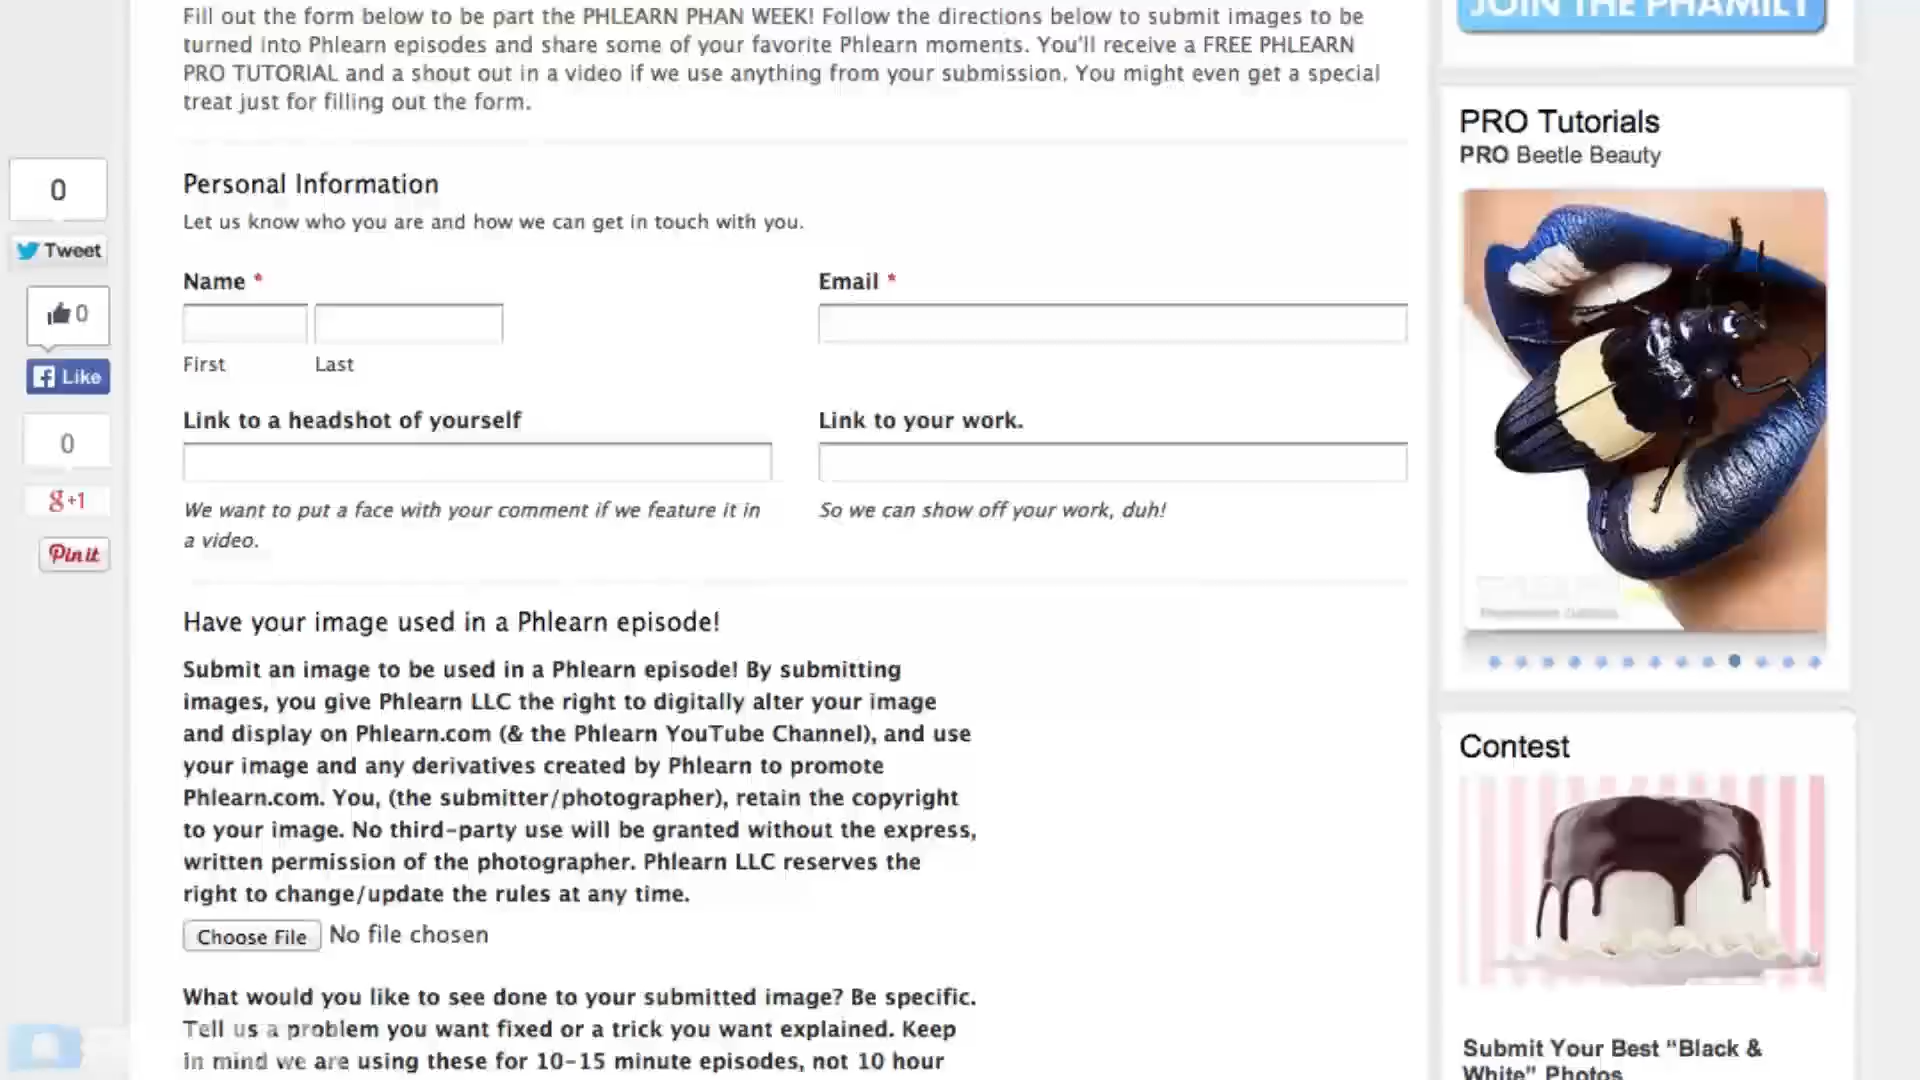 Fill out the form below to be part the PHLEARN PHAN WEEK! Follow the directions below to submit images to be
turned into Phlearn episodes and share some of your favorite Phlearn moments. You'll receive a FREE PHLEARN
PRO TUTORIAL and a shout out in a video if we use anything from your submission. You might even get a special
treat just for filling out the form.
Personal Information
Let us know who you are and how we can get in touch with you.
Name *
Email *
First
Last
Link to a headshot of yourself
Link to your work.
We want to put a face with your comment if we feature it in
a video.
So we can show off your work, duh!
Have your image used in a Phlearn episode!
Submit an image to be used in a Phlearn episode! By submitting
images, you give Phlearn LLC the right to digitally alter your image
and display on Phlearn.com (& the Phlearn YouTube Channel), and use
your image and any derivatives created by Phlearn to promote
Phlearn.com. You, (the submitter/photographer), retain the copyright
to your image. No third-party use will be granted without the express,
written permission of the photographer. Phlearn LLC reserves the
right to change/update the rules at any time.
Choose File No file chosen
What would you like to see done to your submitted image? Be specific.
Tell us a problem you want fixed or a trick you want explained. Keep
in mind we are using these for 10-15 minute episodes, not 10 hour
0
Tweet
0
Like
0
g+1
Pin it
JOIN THE PHAMILY
PRO Tutorials
PRO Beetle Beauty
Contest
Submit Your Best “Black &
White” Photos